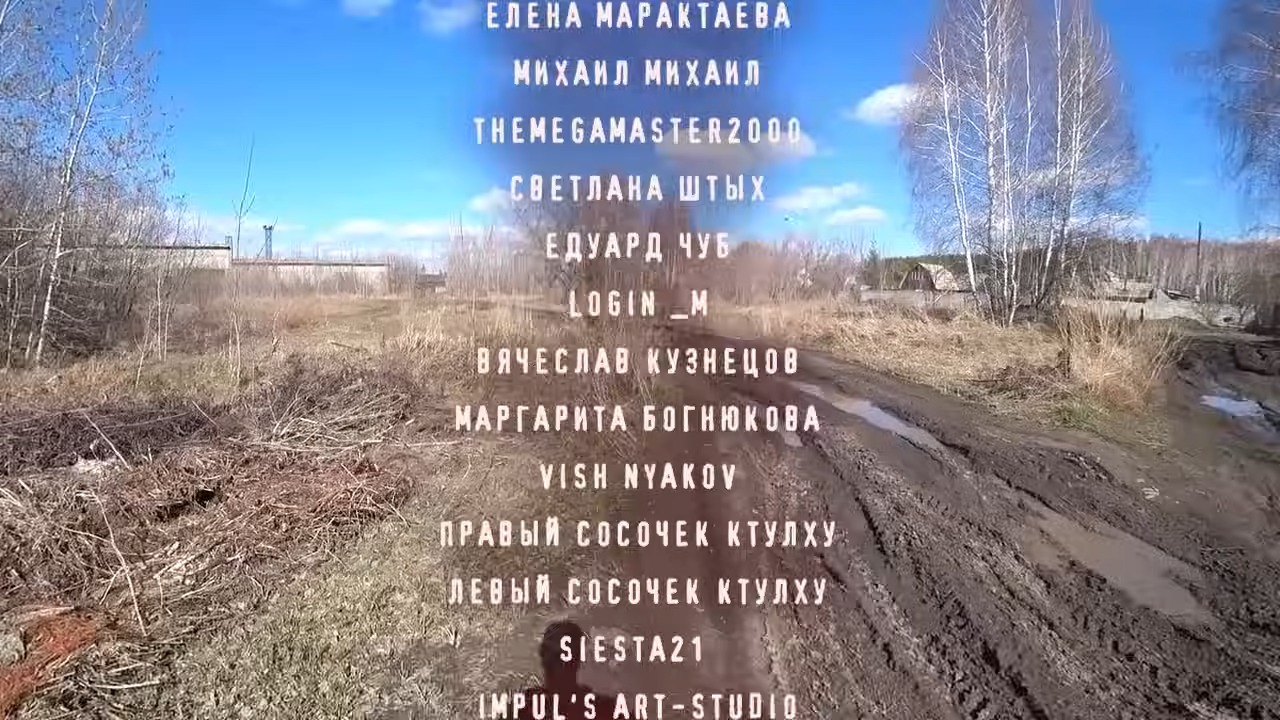 ЕЛЕНА МАРАКТАЕВА
МИХАИЛ МИХАИЛ
THEMEGAMASTER2000
СВЕТЛАНА ШТЫХ
ЕДУАРД ЧУБ
LOGIN _M
ВЯЧЕСЛАВ КУЗНЕЦОВ
МАРГАРИТА БОГНЮКОВА
VISH NYAKOV
ПРАВЫЙ СОСОЧЕК КТУЛХУ
ЛЕВЫЙ СОСОЧЕК КТУЛХУ
SIESTA21
IMPUL'S ART-STUDIO